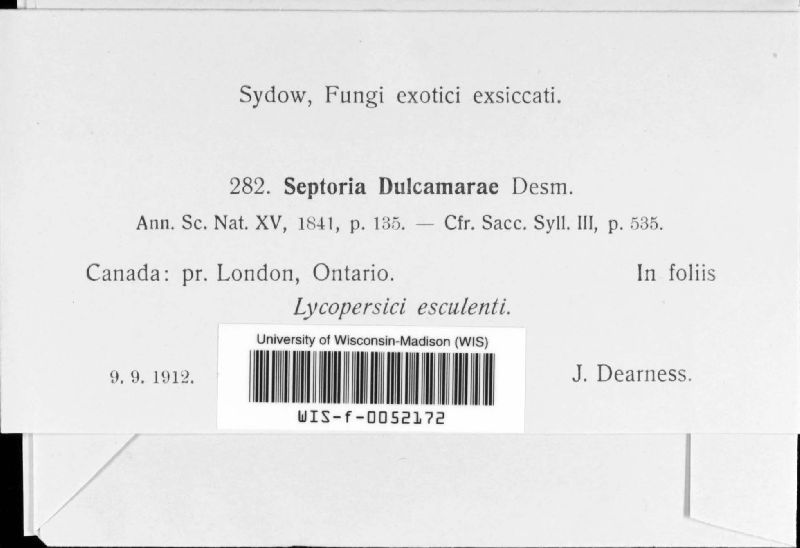 Sydow, Fungi exotici exsiccati.
282. Septoria Dulcamarae Desm.
Ann. Sc. Nat. XV, 1841, p. 135. — Cfr. Sacc. Syll. III, p. 535.
Canada: pr. London, Ontario. In foliis
Lycopersici esculenti.
University of Wisconsin-Madison (WIS)
9. 9. 1912. J. Dearness.
WIS-f-0052172